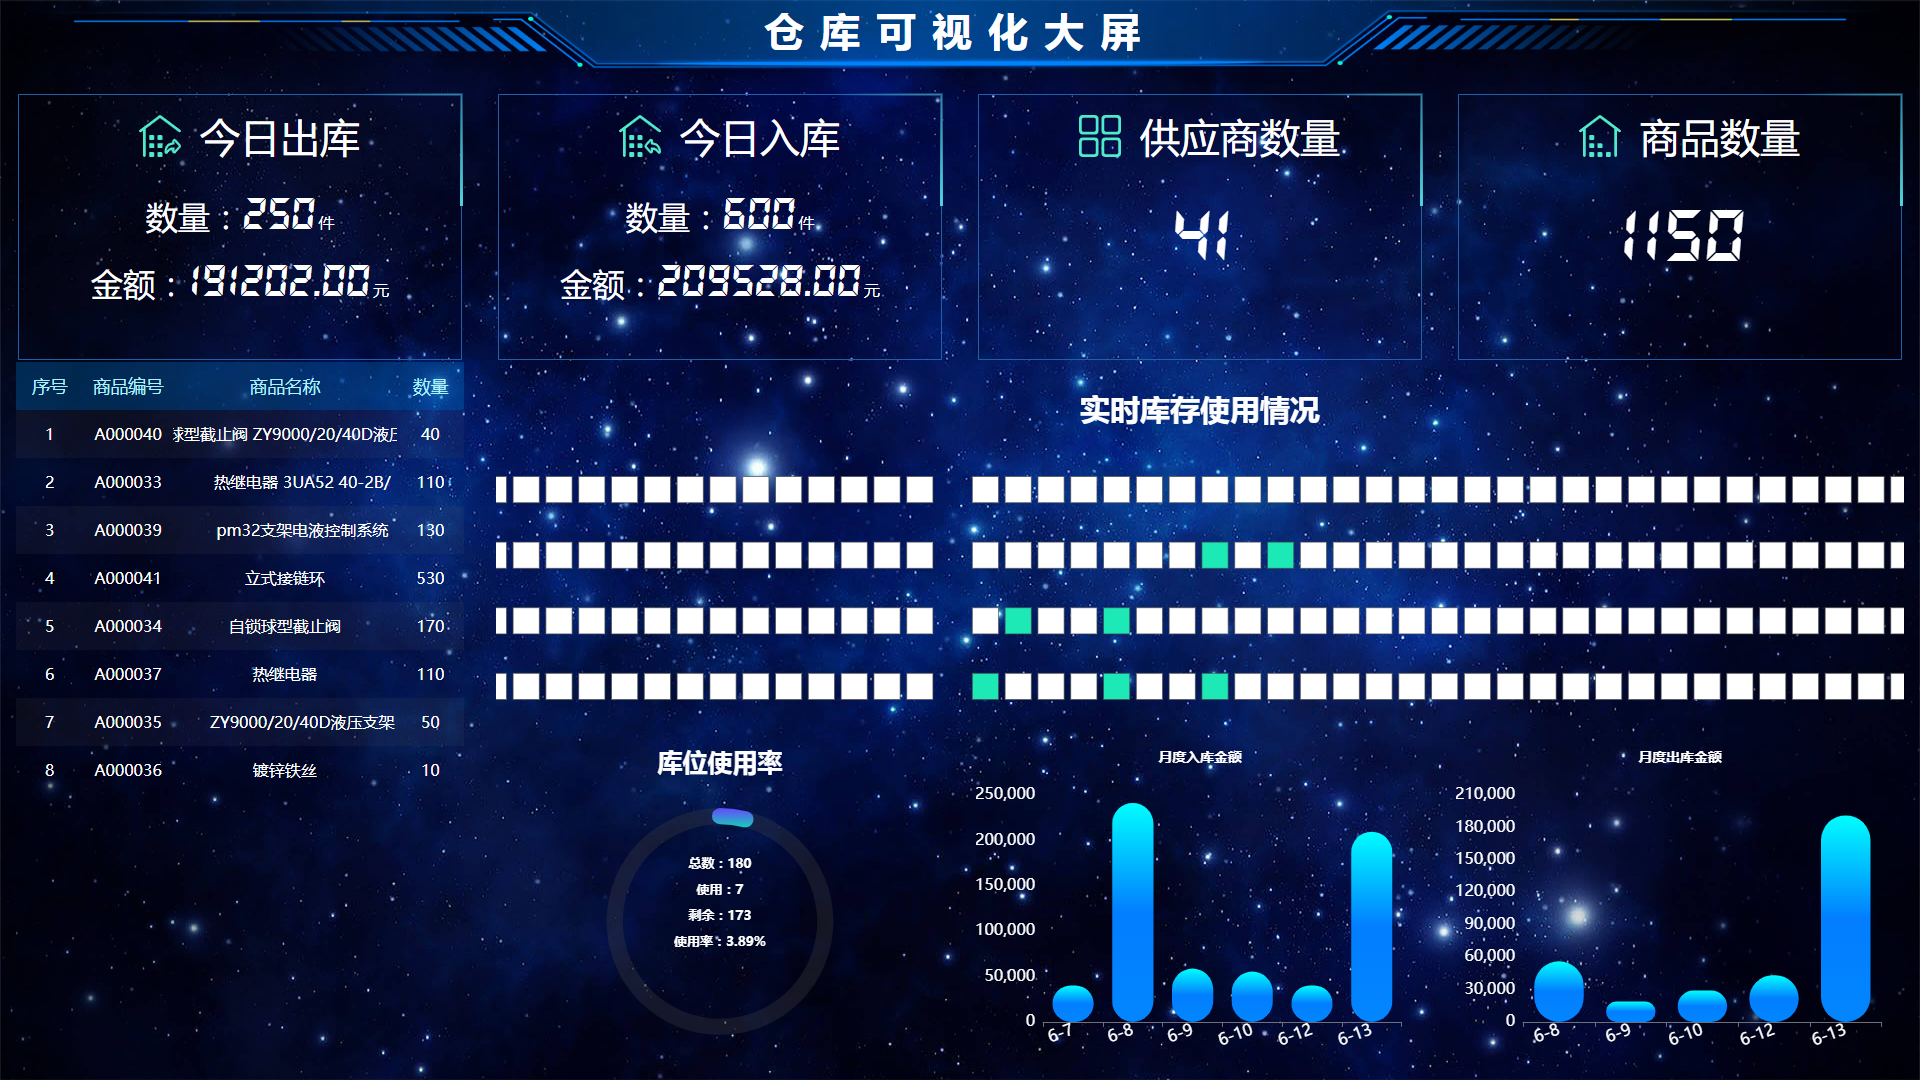 仓库可视化大屏
今日出库
数量：250件
金额：191202.00元
今日入库
数量：600件
金额：209528.00元
供应商数量
41
商品数量
1150
序号 商品编号 商品名称 数量
1 A000040 球型截止阀 ZY9000/20/40D液压 40
2 A000033 热继电器 3UA52 40-2B/ 110
3 A000039 pm32支架电液控制系统 130
4 A000041 立式接链环 530
5 A000034 自锁球型截止阀 170
6 A000037 热继电器 110
7 A000035 ZY9000/20/40D液压支架 50
8 A000036 镀锌铁丝 10
实时库存使用情况
库位使用率
总数：180
使用：7
剩余：173
使用率：3.89%
月度入库金额
250,000
200,000
150,000
100,000
50,000
0
6-7 6-8 6-9 6-10 6-12 6-13
月度出库金额
210,000
180,000
150,000
120,000
90,000
60,000
30,000
0
6-8 6-9 6-10 6-12 6-13